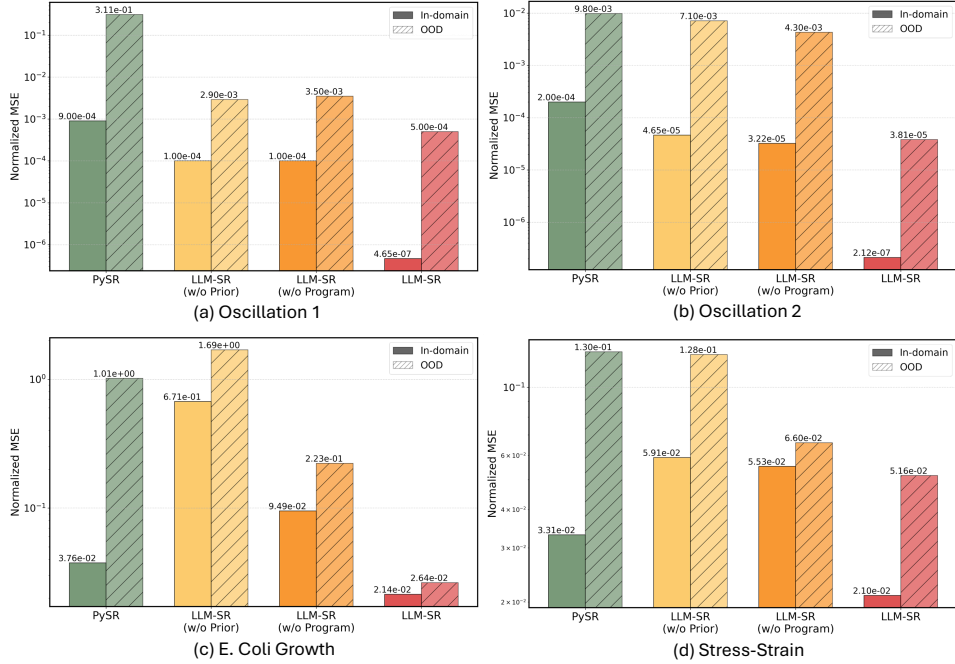 3.11e-01
In-domain
OOD
10⁻¹
10⁻²
2.90e-03
3.50e-03
10⁻³
9.00e-04
5.00e-04
1.00e-04
1.00e-04
10⁻⁴
10⁻⁵
10⁻⁶
4.65e-07
Normalized MSE
PySR
LLM-SR
(w/o Prior)
LLM-SR
(w/o Program)
LLM-SR
(a) Oscillation 1
10⁻²
9.80e-03
7.10e-03
4.30e-03
In-domain
OOD
10⁻³
2.00e-04
10⁻⁴
4.65e-05
3.22e-05
3.81e-05
10⁻⁵
10⁻⁶
2.12e-07
Normalized MSE
PySR
LLM-SR
(w/o Prior)
LLM-SR
(w/o Program)
LLM-SR
(b) Oscillation 2
1.69e+00
In-domain
OOD
10⁰
1.01e+00
6.71e-01
2.23e-01
10⁻¹
9.49e-02
3.76e-02
2.14e-02
2.64e-02
Normalized MSE
PySR
LLM-SR
(w/o Prior)
LLM-SR
(w/o Program)
LLM-SR
(c) E. Coli Growth
1.30e-01
1.28e-01
In-domain
OOD
10⁻¹
6.60e-02
6 × 10⁻²
5.91e-02
5.53e-02
5.16e-02
4 × 10⁻²
3.31e-02
3 × 10⁻²
2.10e-02
2 × 10⁻²
Normalized MSE
PySR
LLM-SR
(w/o Prior)
LLM-SR
(w/o Program)
LLM-SR
(d) Stress-Strain